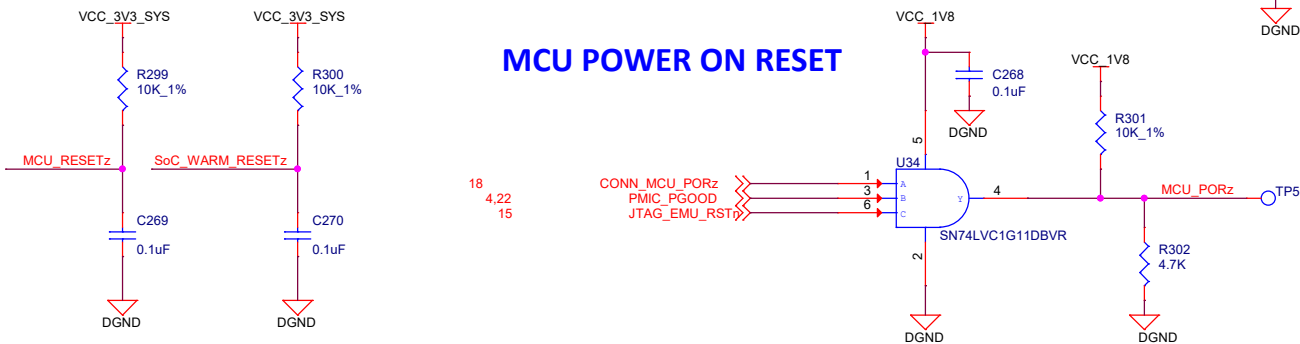 VCC_3V3_SYS
VCC_3V3_SYS
VCC_1V8
DGND
MCU POWER ON RESET
R299
10K_1%
R300
10K_1%
C268
0.1uF
VCC_1V8
DGND
R301
10K_1%
5
U34
MCU_RESETz
SoC_WARM_RESETz
18
CONN_MCU_PORz
1
A
4,22
PMIC_PGOOD
3
B
Y
4
MCU_PORz
TP5
15
JTAG_EMU_RSTn
6
C
SN74LVC1G11DBVR
C269
0.1uF
C270
0.1uF
2
R302
4.7K
DGND
DGND
DGND
DGND